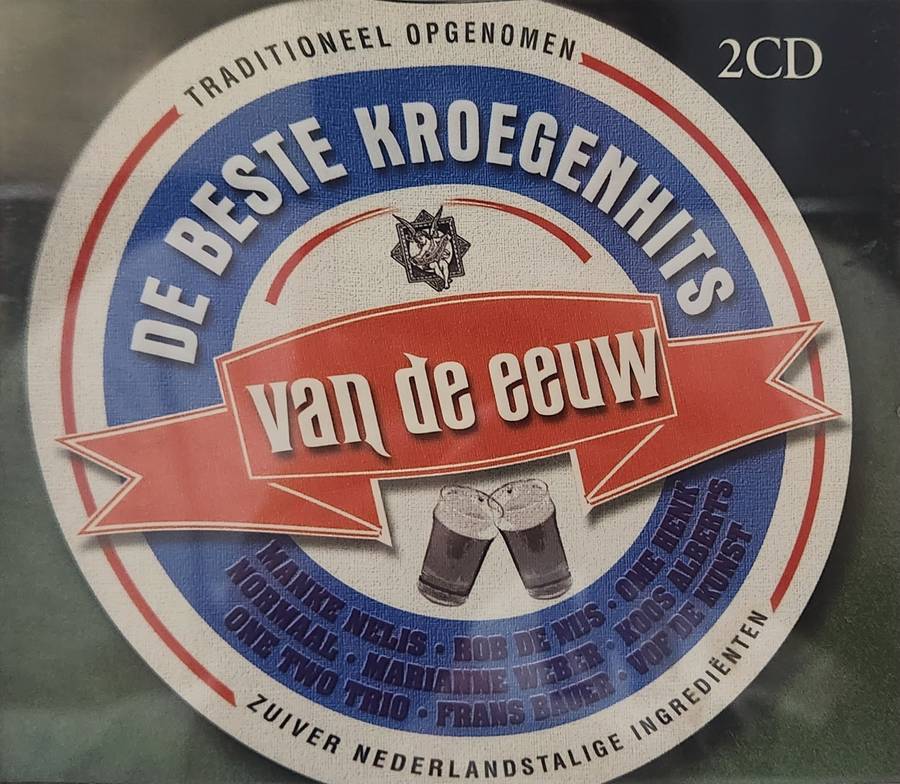 2CD
TRADITIONEEL OPGENOMEN
DE BESTE KROEGENHITS
van de eeuw
MANKE NELIS · ROB DE NIJS · OME HENK
NORMAAL · MARIANNE WEBER · KOOS ALBERTS
ONE TWO TRIO · FRANS BAUER · VOF DE KUNST
ZUIVER NEDERLANDSTALIGE INGREDIËNTEN